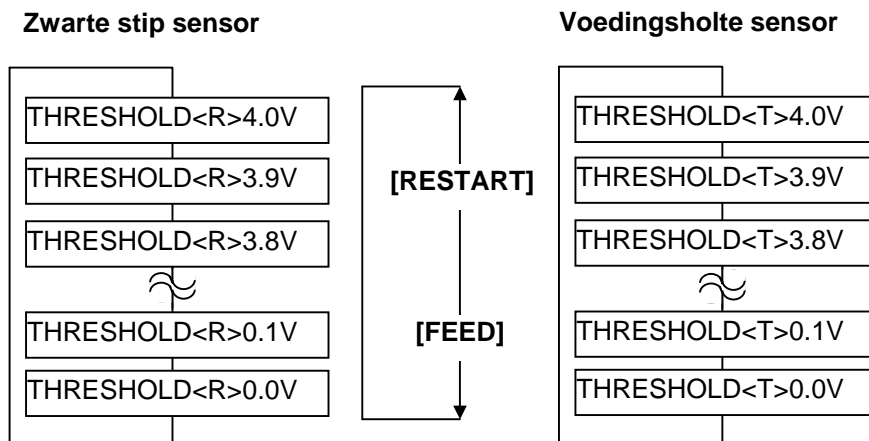 Zwarte stip sensor
THRESHOLD<R>4.0V
THRESHOLD<R>3.9V
THRESHOLD<R>3.8V
THRESHOLD<R>0.1V
THRESHOLD<R>0.0V
[RESTART]
[FEED]
Voedingsholte sensor
THRESHOLD<T>4.0V
THRESHOLD<T>3.9V
THRESHOLD<T>3.8V
THRESHOLD<T>0.1V
THRESHOLD<T>0.0V